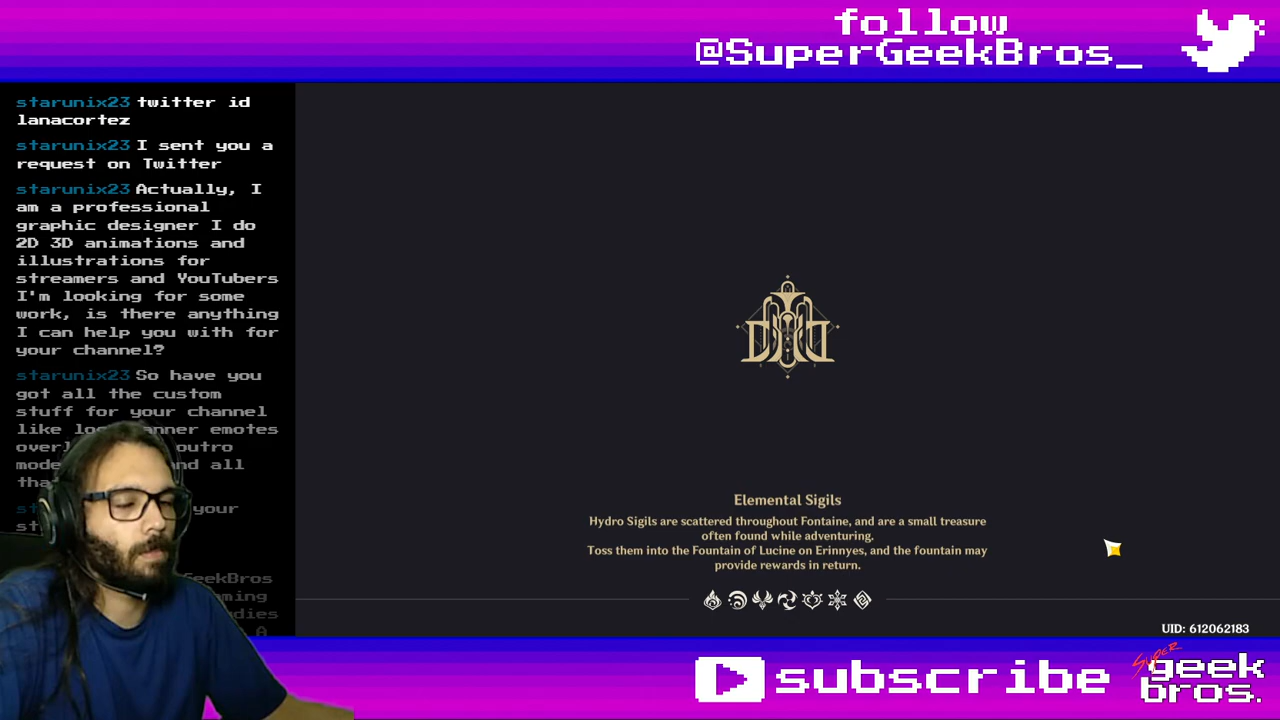 follow
@SuperGeekBros_
starunix23 twitter id
lanacortez
starunix23 I sent you a
request on Twitter
starunix23 Actually, I
am a professional
graphic designer I do
2D 3D animations and
illustrations for
streamers and YouTubers
I'm looking for some
work, is there anything
I can help you with for
your channel?
starunix23 So have you
got all the custom
stuff for your channel
like emotes
outro
and all
your
GeekBros
Elemental Sigils
Hydro Sigils are scattered throughout Fontaine, and are a small treasure
often found while adventuring.
Toss them into the Fountain of Lucine on Erinnyes, and the fountain may
provide rewards in return.
UID: 612062183
subscribe
SUPER
geek
bros.